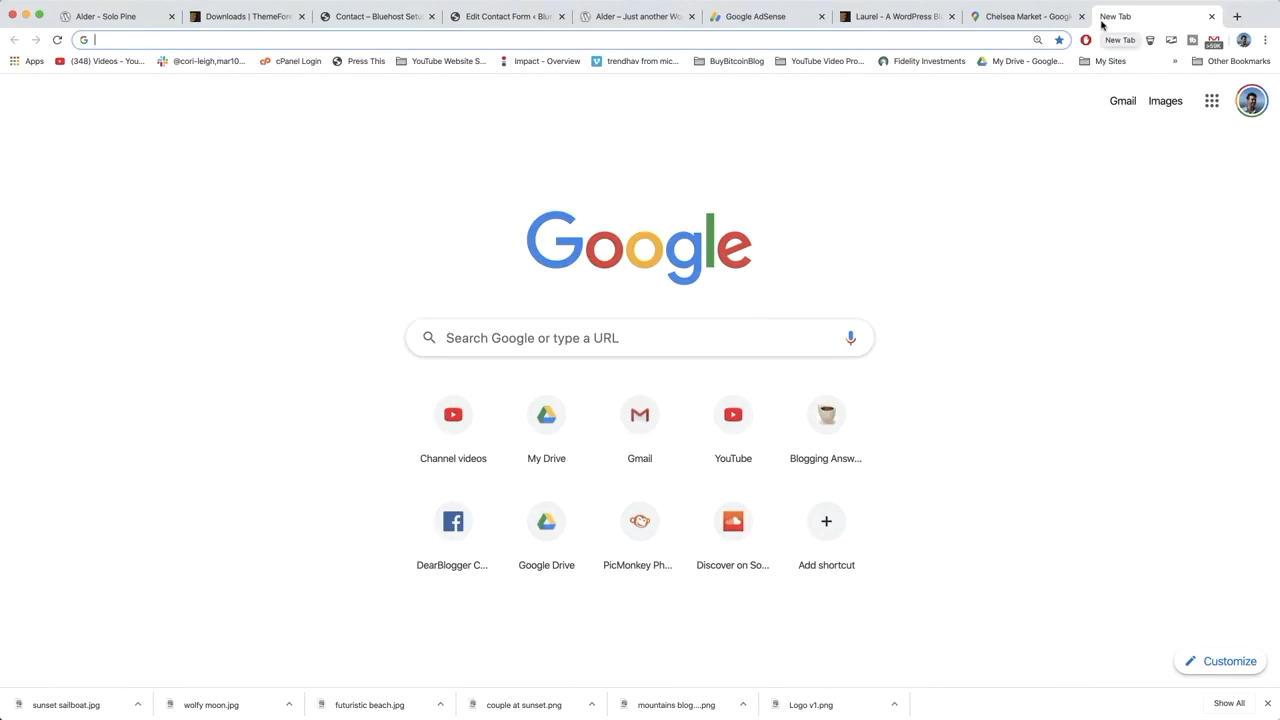 Alder - Solo Pine
Downloads | ThemeFore
Contact – Bluehost Setu
Edit Contact Form ‹ Blur
Alder – Just another Wo
Google AdSense
Laurel - A WordPress Bl
Chelsea Market - Googl
New Tab
New Tab
>59K
Apps
(348) Videos - You...
@cori-leigh,mar10...
cPanel Login
Press This
YouTube Website S...
Impact - Overview
trendhav from mic...
BuyBitcoinBlog
YouTube Video Pro...
Fidelity Investments
My Drive - Google...
My Sites
»
Other Bookmarks
Gmail
Images
Google
Search Google or type a URL
Channel videos
My Drive
Gmail
YouTube
Blogging Answ...
DearBlogger C...
Google Drive
PicMonkey Ph...
Discover on So...
Add shortcut
Customize
sunset sailboat.jpg
wolfy moon.jpg
futuristic beach.jpg
couple at sunset.png
mountains blog....png
Logo v1.png
Show All